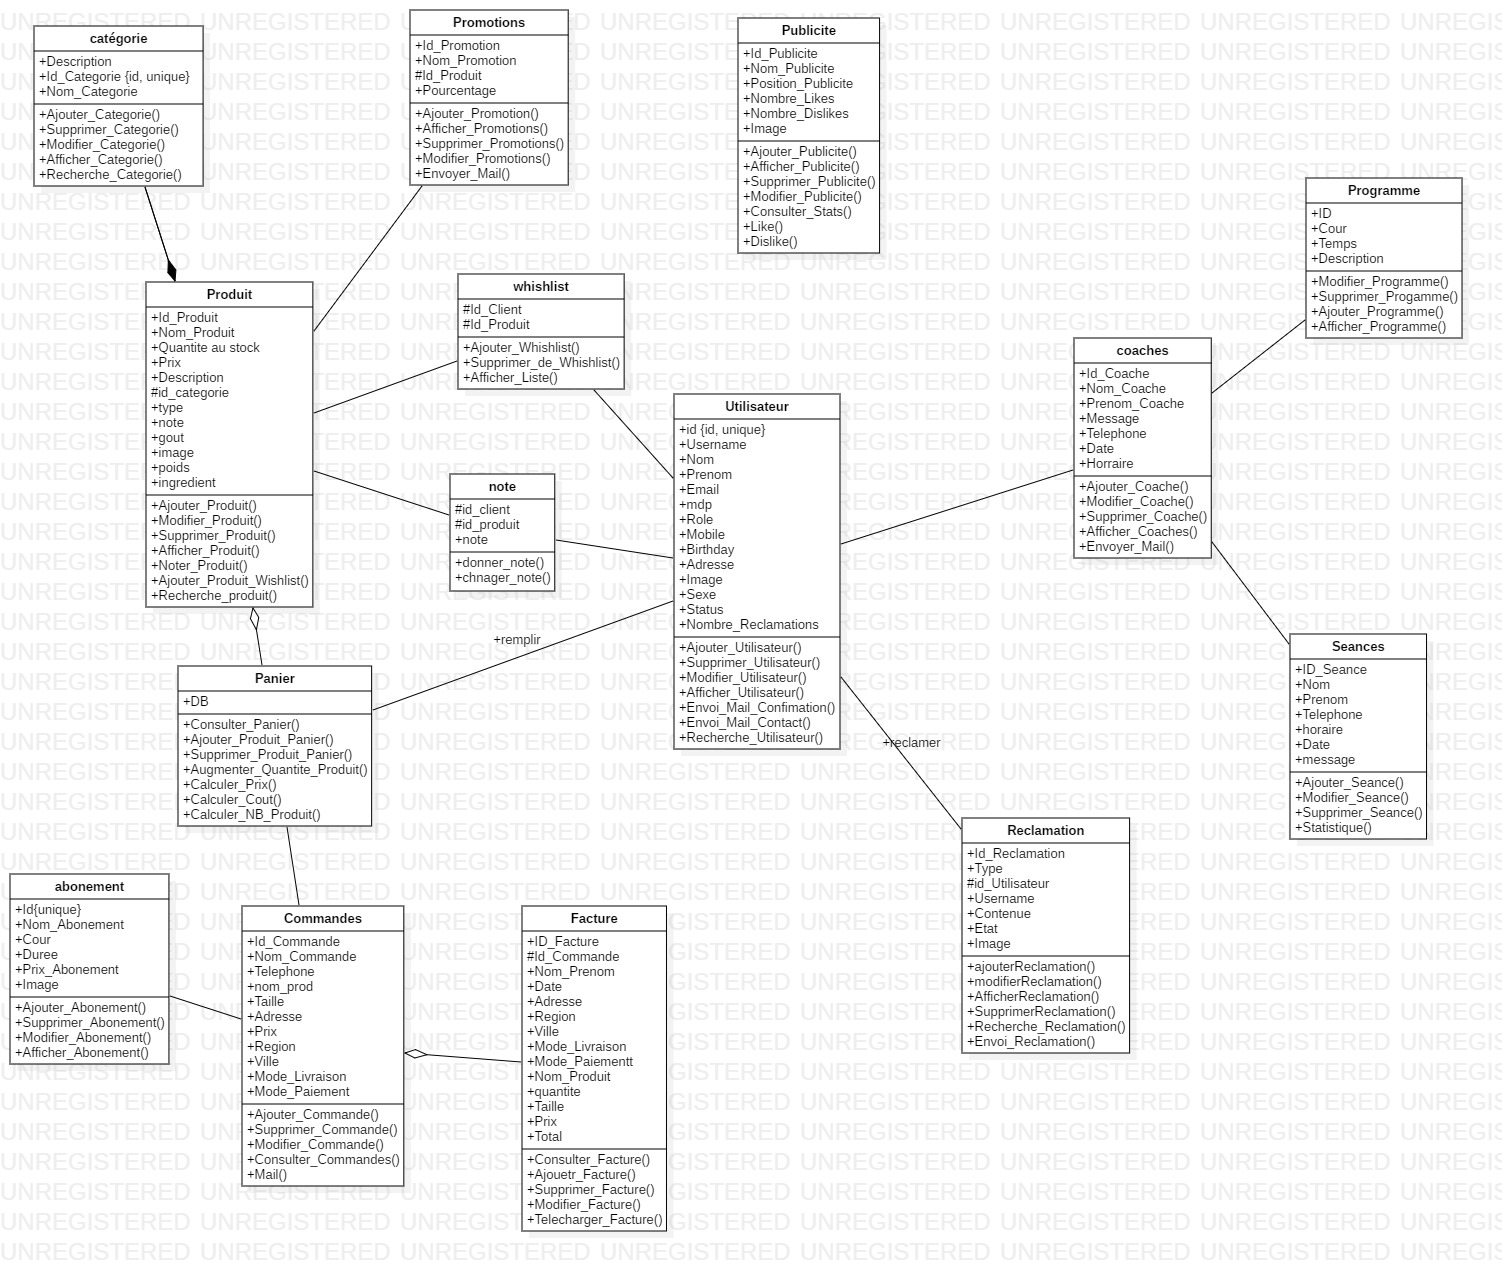 catégorie
+Description
+Id_Categorie {id, unique}
+Nom_Categorie
+Ajouter_Categorie()
+Supprimer_Categorie()
+Modifier_Categorie()
+Afficher_Categorie()
+Recherche_Categorie()
Promotions
+Id_Promotion
+Nom_Promotion
#Id_Produit
+Pourcentage
+Ajouter_Promotion()
+Afficher_Promotions()
+Supprimer_Promotions()
+Modifier_Promotions()
+Envoyer_Mail()
Publicite
+Id_Publicite
+Nom_Publicite
+Position_Publicite
+Nombre_Likes
+Nombre_Dislikes
+Image
+Ajouter_Publicite()
+Afficher_Publicite()
+Supprimer_Publicite()
+Modifier_Publicite()
+Consulter_Stats()
+Like()
+Dislike()
Programme
+ID
+Cour
+Temps
+Description
+Modifier_Programme()
+Supprimer_Progamme()
+Ajouter_Programme()
+Afficher_Programme()
Produit
+Id_Produit
+Nom_Produit
+Quantite au stock
+Prix
+Description
#id_categorie
+type
+note
+gout
+image
+poids
+ingredient
+Ajouter_Produit()
+Modifier_Produit()
+Supprimer_Produit()
+Afficher_Produit()
+Noter_Produit()
+Ajouter_Produit_Wishlist()
+Recherche_produit()
whishlist
#Id_Client
#Id_Produit
+Ajouter_Whishlist()
+Supprimer_de_Whishlist()
+Afficher_Liste()
coaches
+Id_Coache
+Nom_Coache
+Prenom_Coache
+Message
+Telephone
+Date
+Horraire
+Ajouter_Coache()
+Modifier_Coache()
+Supprimer_Coache()
+Afficher_Coaches()
+Envoyer_Mail()
Utilisateur
+id {id, unique}
+Username
+Nom
+Prenom
+Email
+mdp
+Role
+Mobile
+Birthday
+Adresse
+Image
+Sexe
+Status
+Nombre_Reclamations
+Ajouter_Utilisateur()
+Supprimer_Utilisateur()
+Modifier_Utilisateur()
+Afficher_Utilisateur()
+Envoi_Mail_Confimation()
+Envoi_Mail_Contact()
+Recherche_Utilisateur()
note
#id_client
#id_produit
+note
+donner_note()
+chnager_note()
+remplir
+reclamer
Seances
+ID_Seance
+Nom
+Prenom
+Telephone
+horaire
+Date
+message
+Ajouter_Seance()
+Modifier_Seance()
+Supprimer_Seance()
+Statistique()
Panier
+DB
+Consulter_Panier()
+Ajouter_Produit_Panier()
+Supprimer_Produit_Panier()
+Augmenter_Quantite_Produit()
+Calculer_Prix()
+Calculer_Cout()
+Calculer_NB_Produit()
Reclamation
+Id_Reclamation
+Type
#id_Utilisateur
+Username
+Contenue
+Etat
+Image
+ajouterReclamation()
+modifierReclamation()
+AfficherReclamation()
+SupprimerReclamation()
+Recherche_Reclamation()
+Envoi_Reclamation()
abonement
+Id{unique}
+Nom_Abonement
+Cour
+Duree
+Prix_Abonement
+Image
+Ajouter_Abonement()
+Supprimer_Abonement()
+Modifier_Abonement()
+Afficher_Abonement()
Commandes
+Id_Commande
+Nom_Commande
+Telephone
+nom_prod
+Taille
+Adresse
+Prix
+Region
+Ville
+Mode_Livraison
+Mode_Paiement
+Ajouter_Commande()
+Supprimer_Commande()
+Modifier_Commande()
+Consulter_Commandes()
+Mail()
Facture
+ID_Facture
#Id_Commande
+Nom_Prenom
+Date
+Adresse
+Region
+Ville
+Mode_Livraison
+Mode_Paiementt
+Nom_Produit
+quantite
+Taille
+Prix
+Total
+Consulter_Facture()
+Ajouetr_Facture()
+Supprimer_Facture()
+Modifier_Facture()
+Telecharger_Facture()
UNREGISTERED